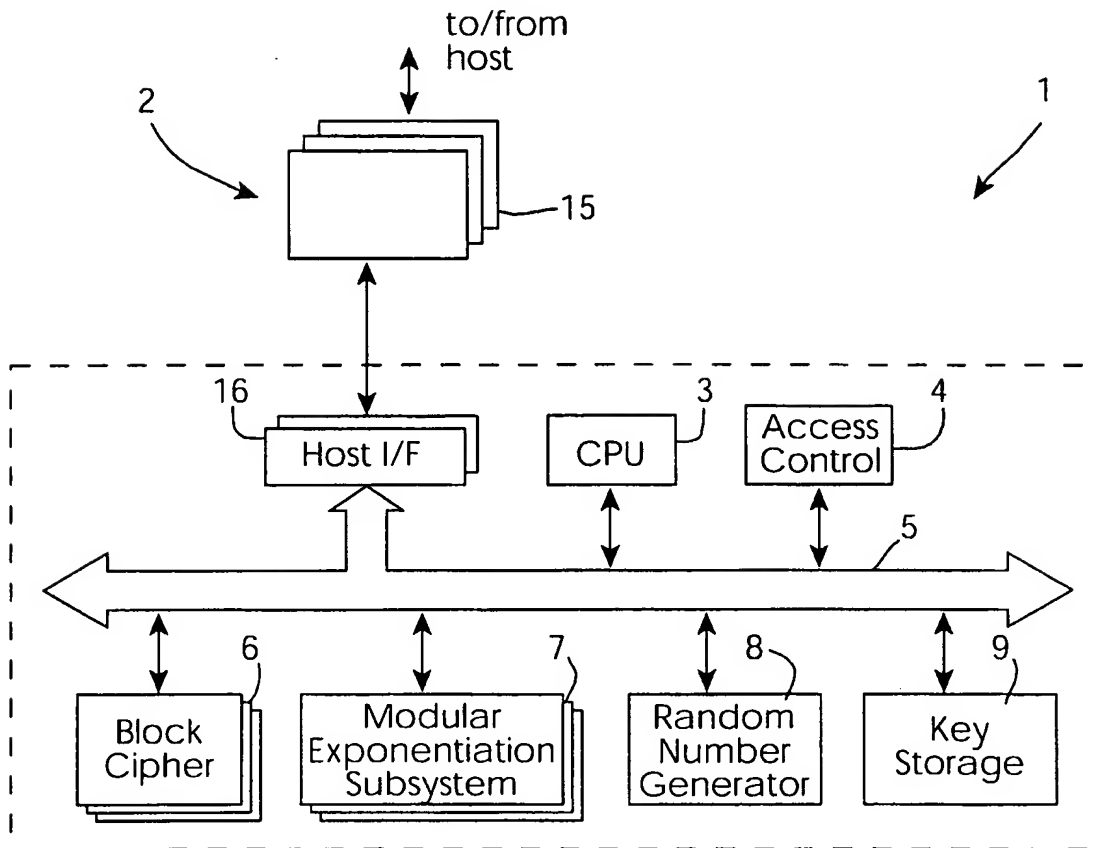 to/from
host
2
1
15
16
Host I/F
3
CPU
4
Access
Control
5
6
Block
Cipher
7
Modular
Exponentiation
Subsystem
8
Random
Number
Generator
9
Key
Storage